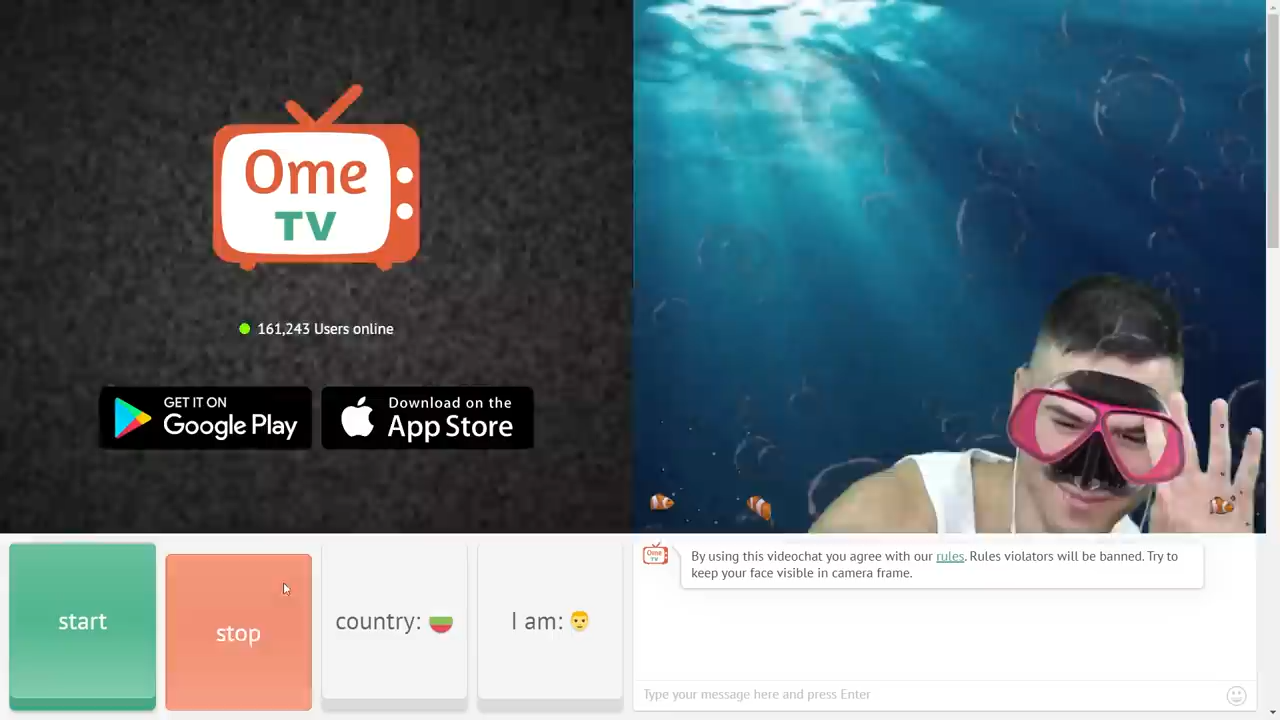 Ome
TV
161,243 Users online
GET IT ON
Google Play
Download on the
App Store
start
stop
country:
I am:
Ome
TV
By using this videochat you agree with our rules. Rules violators will be banned. Try to
keep your face visible in camera frame.
Type your message here and press Enter